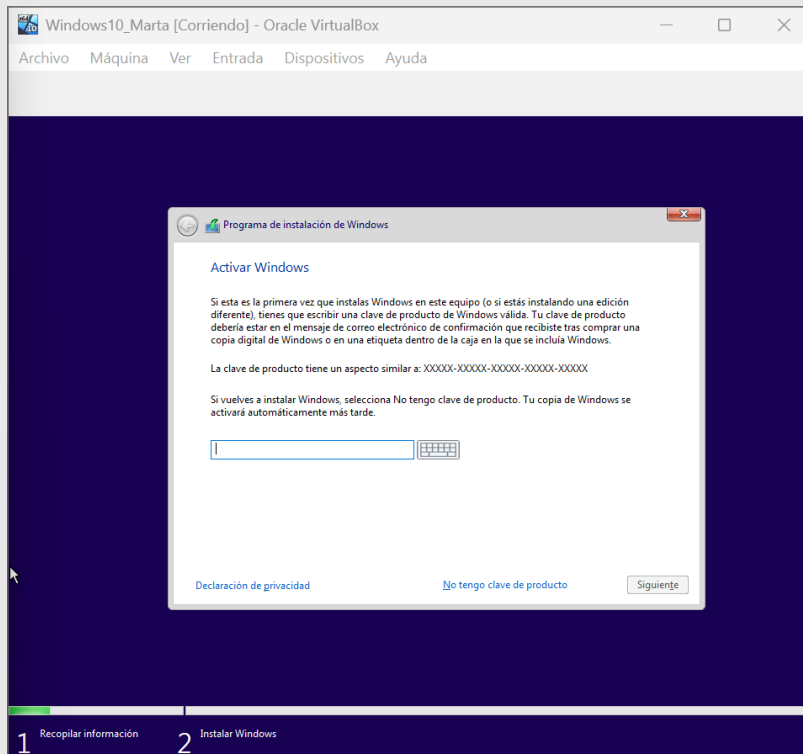 Windows10_Marta [Corriendo] - Oracle VirtualBox
Archivo Máquina Ver Entrada Dispositivos Ayuda
Programa de instalación de Windows
Activar Windows
Si esta es la primera vez que instalas Windows en este equipo (o si estás instalando una edición
diferente), tienes que escribir una clave de producto de Windows válida. Tu clave de producto
debería estar en el mensaje de correo electrónico de confirmación que recibiste tras comprar una
copia digital de Windows o en una etiqueta dentro de la caja en la que se incluía Windows.
La clave de producto tiene un aspecto similar a: XXXXX-XXXXX-XXXXX-XXXXX-XXXXX
Si vuelves a instalar Windows, selecciona No tengo clave de producto. Tu copia de Windows se
activará automáticamente más tarde.
Declaración de privacidad No tengo clave de producto Siguiente
1 Recopilar información 2 Instalar Windows